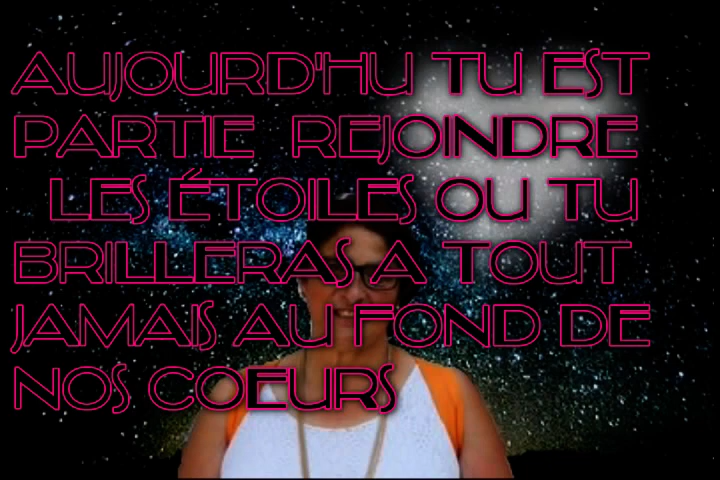 AUJOURD'HU TU EST
PARTIE REJOINDRE
LES ÉTOILES OU TU
BRILLERAS A TOUT
JAMAIS AU FOND DE
NOS COEURS